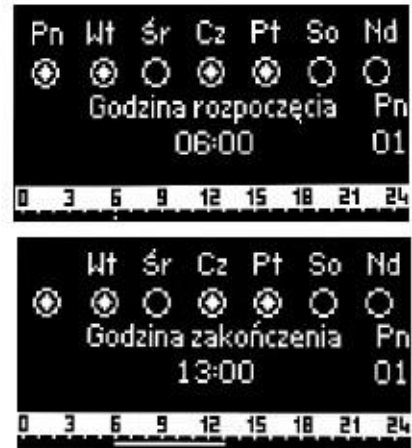 Pn Wt Śr Cz Pt So Nd
Godzina rozpoczęcia Pn
06:00 01
0 3 6 9 12 15 18 21 24
Wt Śr Cz Pt So Nd
Godzina zakończenia Pn
13:00 01
0 3 6 9 12 15 18 21 24